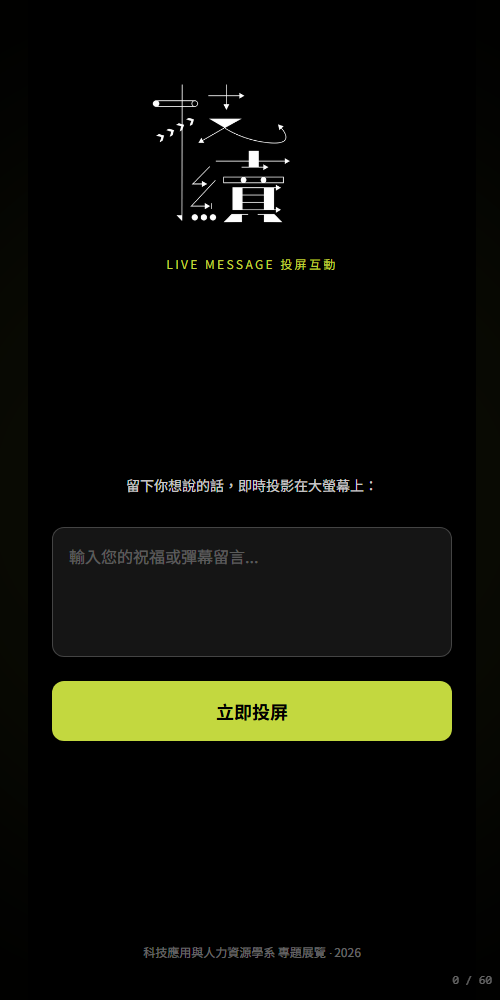 技
續
LIVE MESSAGE 投屏互動
留下你想說的話，即時投影在大螢幕上：
輸入您的祝福或彈幕留言...
立即投屏
科技應用與人力資源學系 專題展覽 · 2026
0 / 60